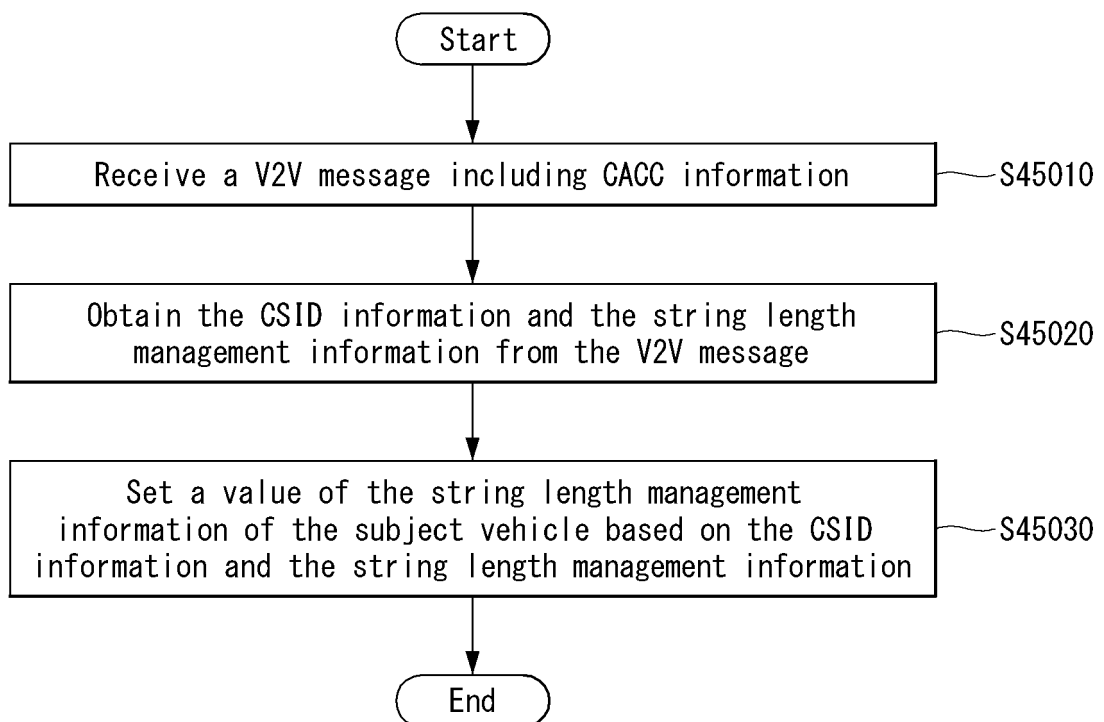 Start
Receive a V2V message including CACC information
S45010
Obtain the CSID information and the string length
management information from the V2V message
S45020
Set a value of the string length management
information of the subject vehicle based on the CSID
information and the string length management information
S45030
End